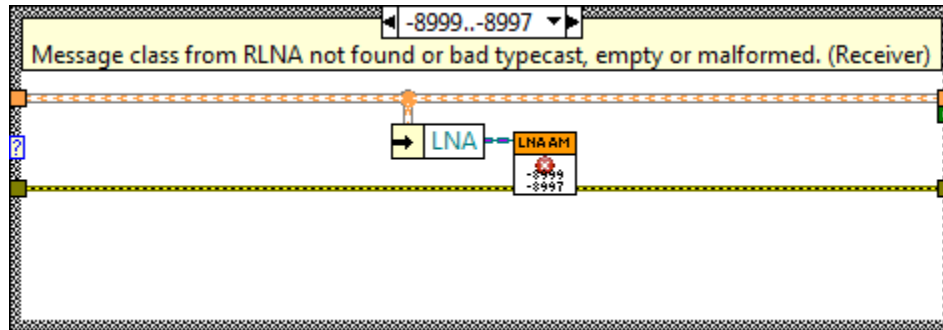 -8999..-8997
Message class from RLNA not found or bad typecast, empty or malformed. (Receiver)
?
LNA
LNA AM
-8999
-8997